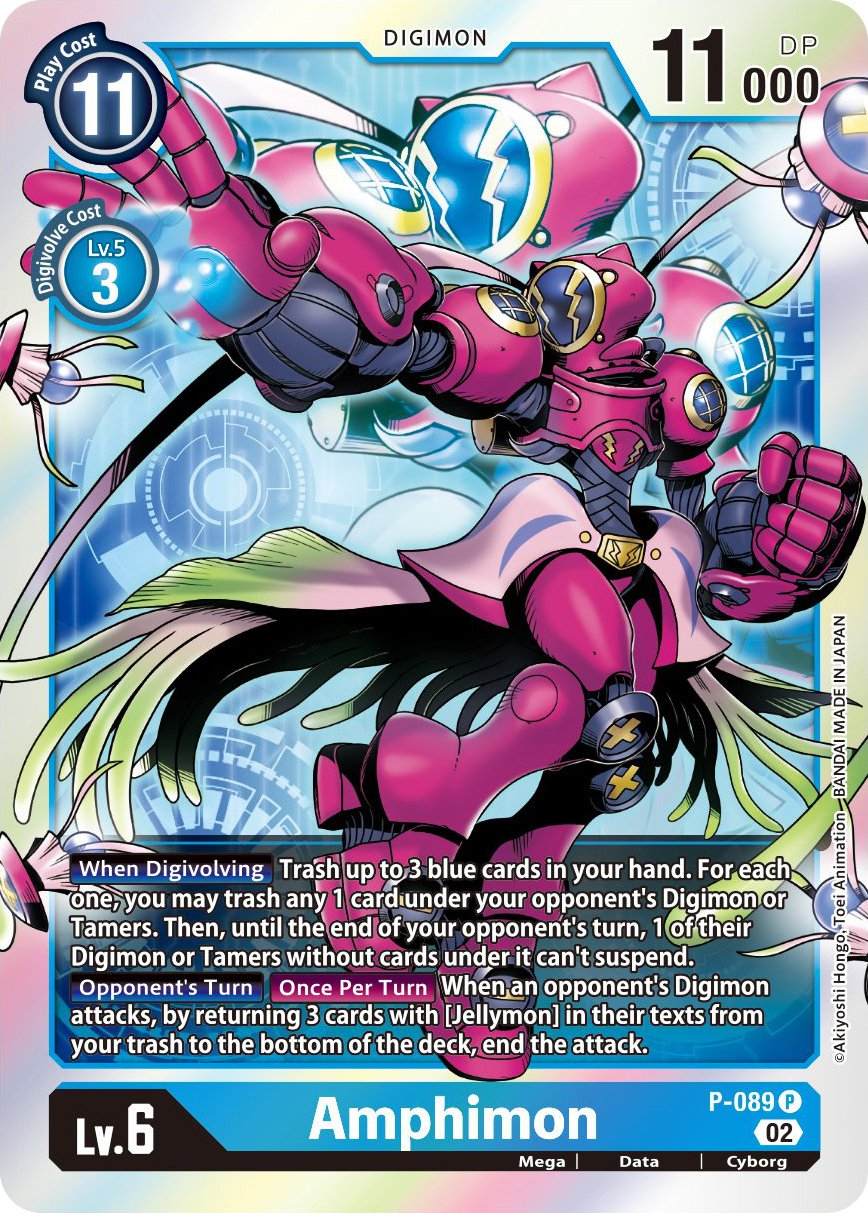 Play Cost
11
DIGIMON
11000 DP
Digivolve Cost
Lv.5
3
When Digivolving Trash up to 3 blue cards in your hand. For each
one, you may trash any 1 card under your opponent's Digimon or
Tamers. Then, until the end of your opponent's turn, 1 of their
Digimon or Tamers without cards under it can't suspend.
Opponent's Turn Once Per Turn When an opponent's Digimon
attacks, by returning 3 cards with [Jellymon] in their texts from
your trash to the bottom of the deck, end the attack.
©Akiyoshi Hongo, Toei Animation BANDAI MADE IN JAPAN
Lv.6
Amphimon
P-089 P
02
Mega | Data | Cyborg